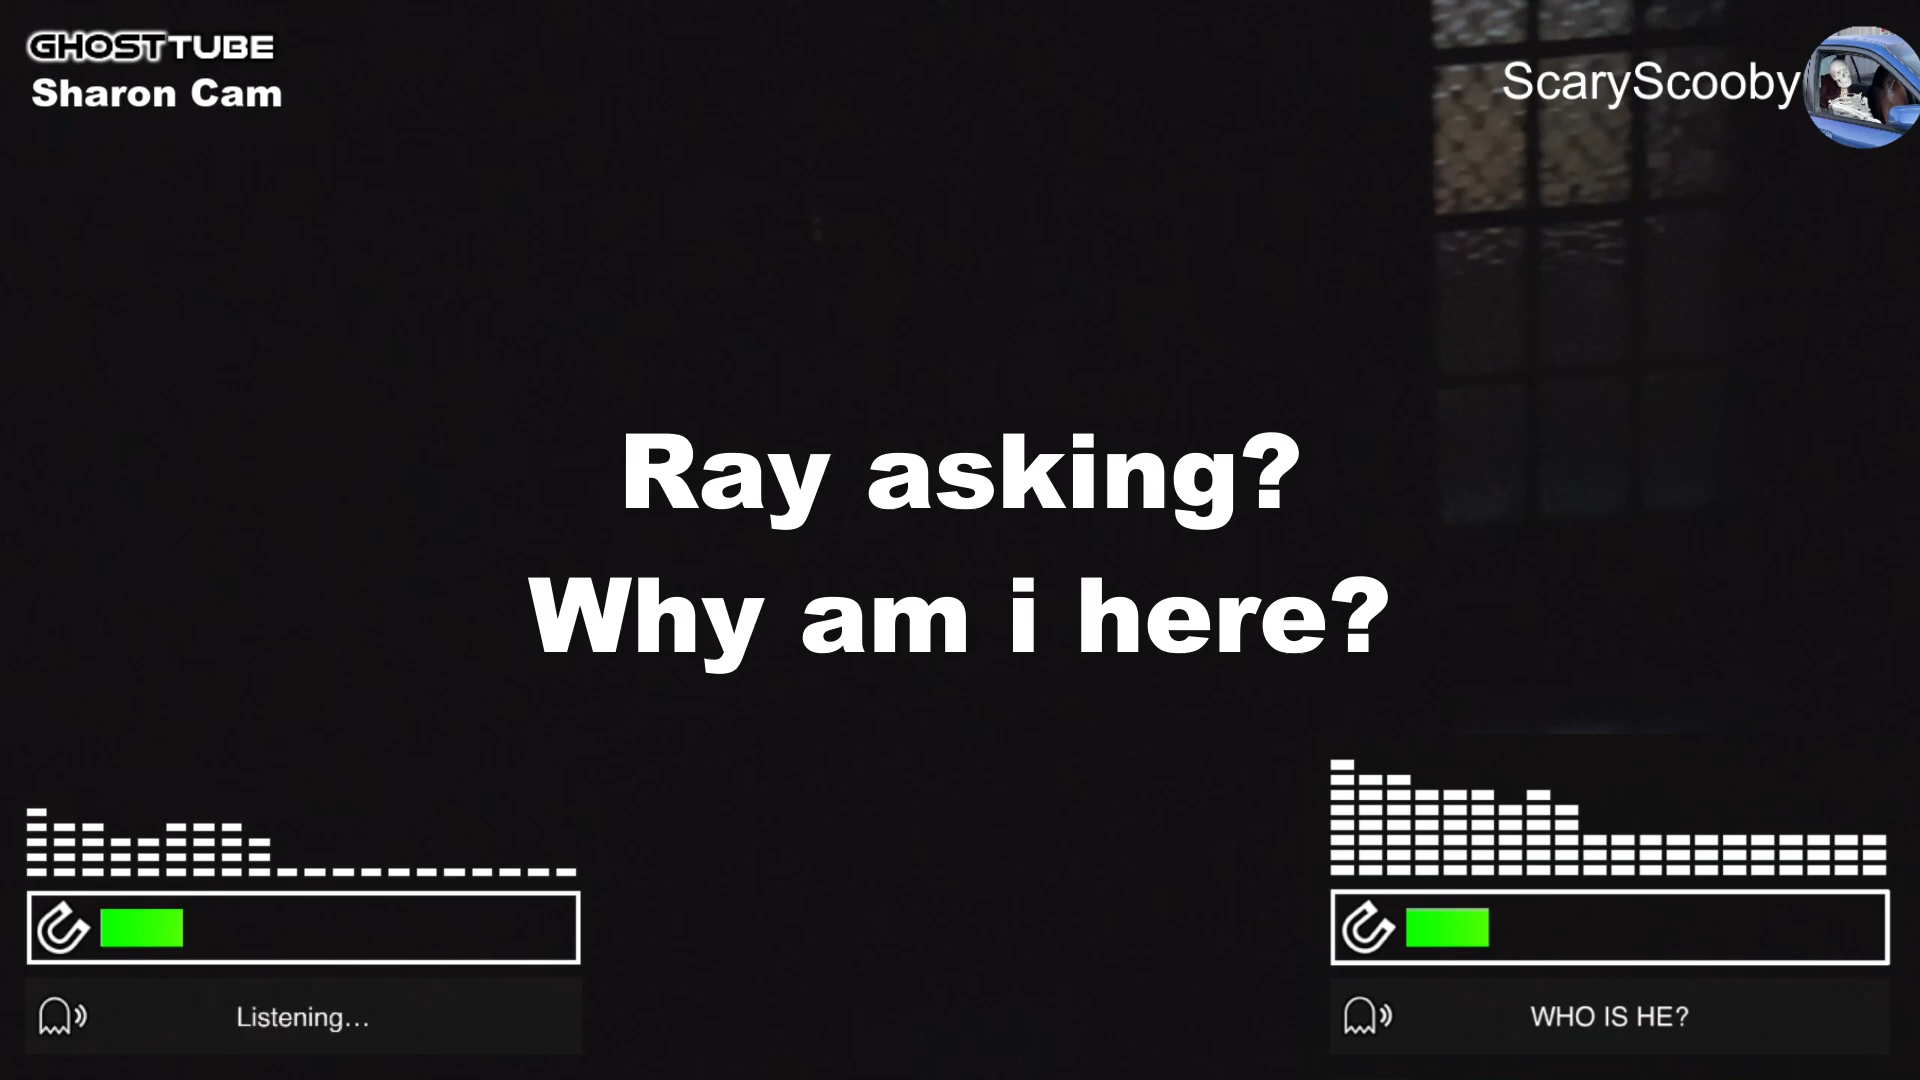 GHOSTTUBE
Sharon Cam
ScaryScooby
Ray asking?
Why am i here?
Listening...
WHO IS HE?